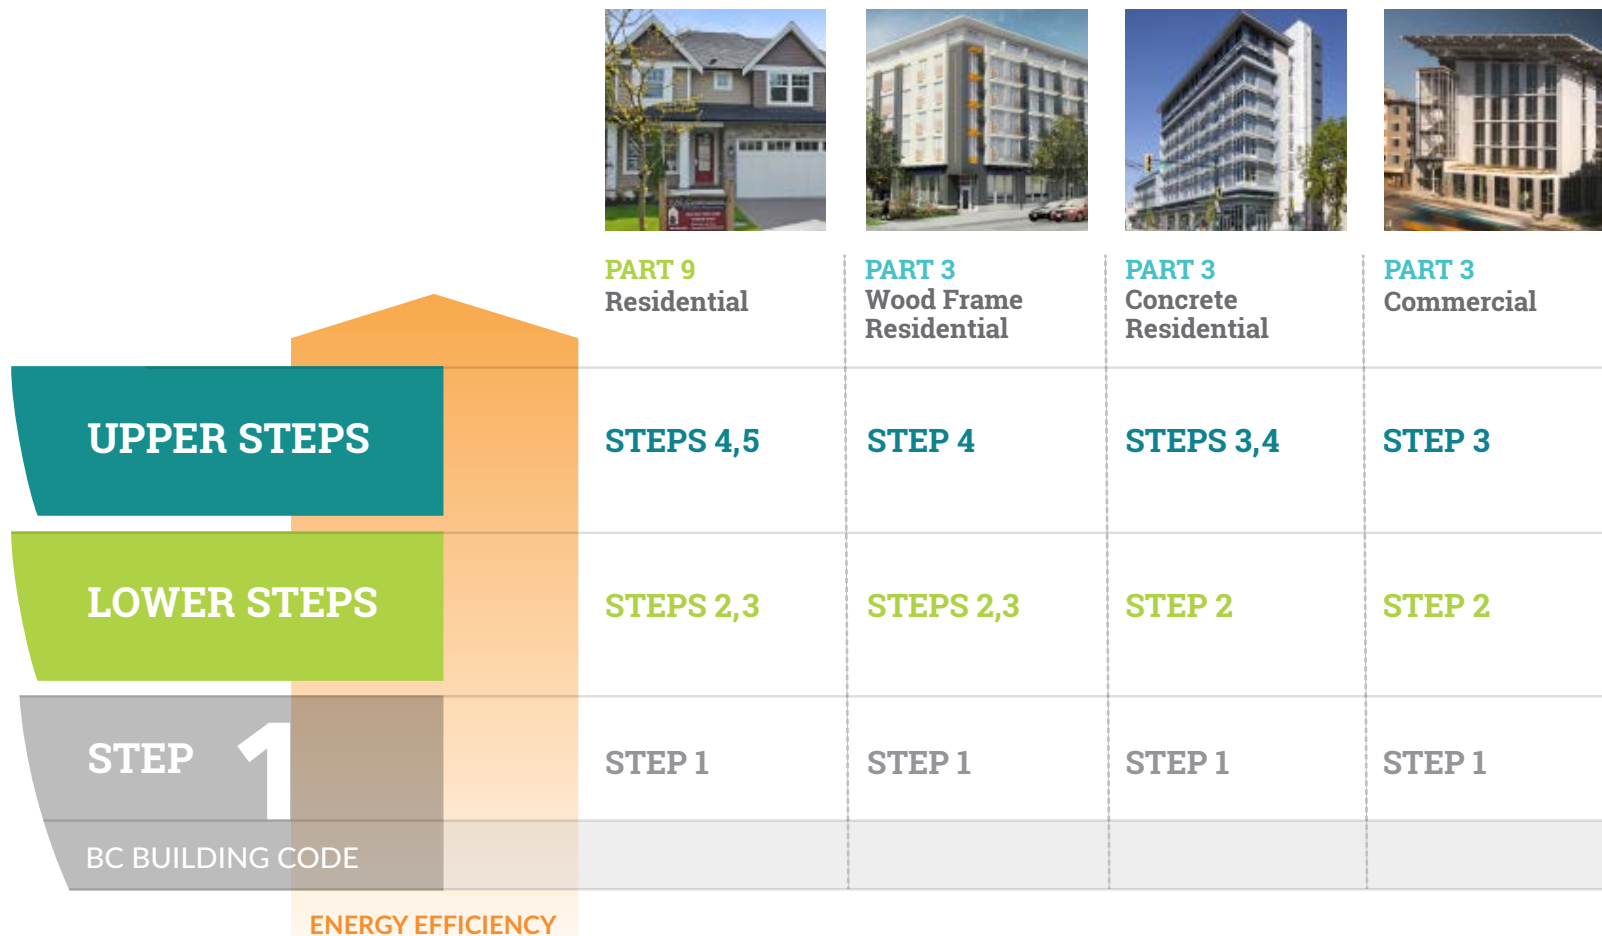 PART 9
Residential
PART 3
Wood Frame
Residential
PART 3
Concrete
Residential
PART 3
Commercial
UPPER STEPS
STEPS 4,5
STEP 4
STEPS 3,4
STEP 3
LOWER STEPS
STEPS 2,3
STEPS 2,3
STEP 2
STEP 2
STEP 1
STEP 1
STEP 1
STEP 1
STEP 1
BC BUILDING CODE
ENERGY EFFICIENCY